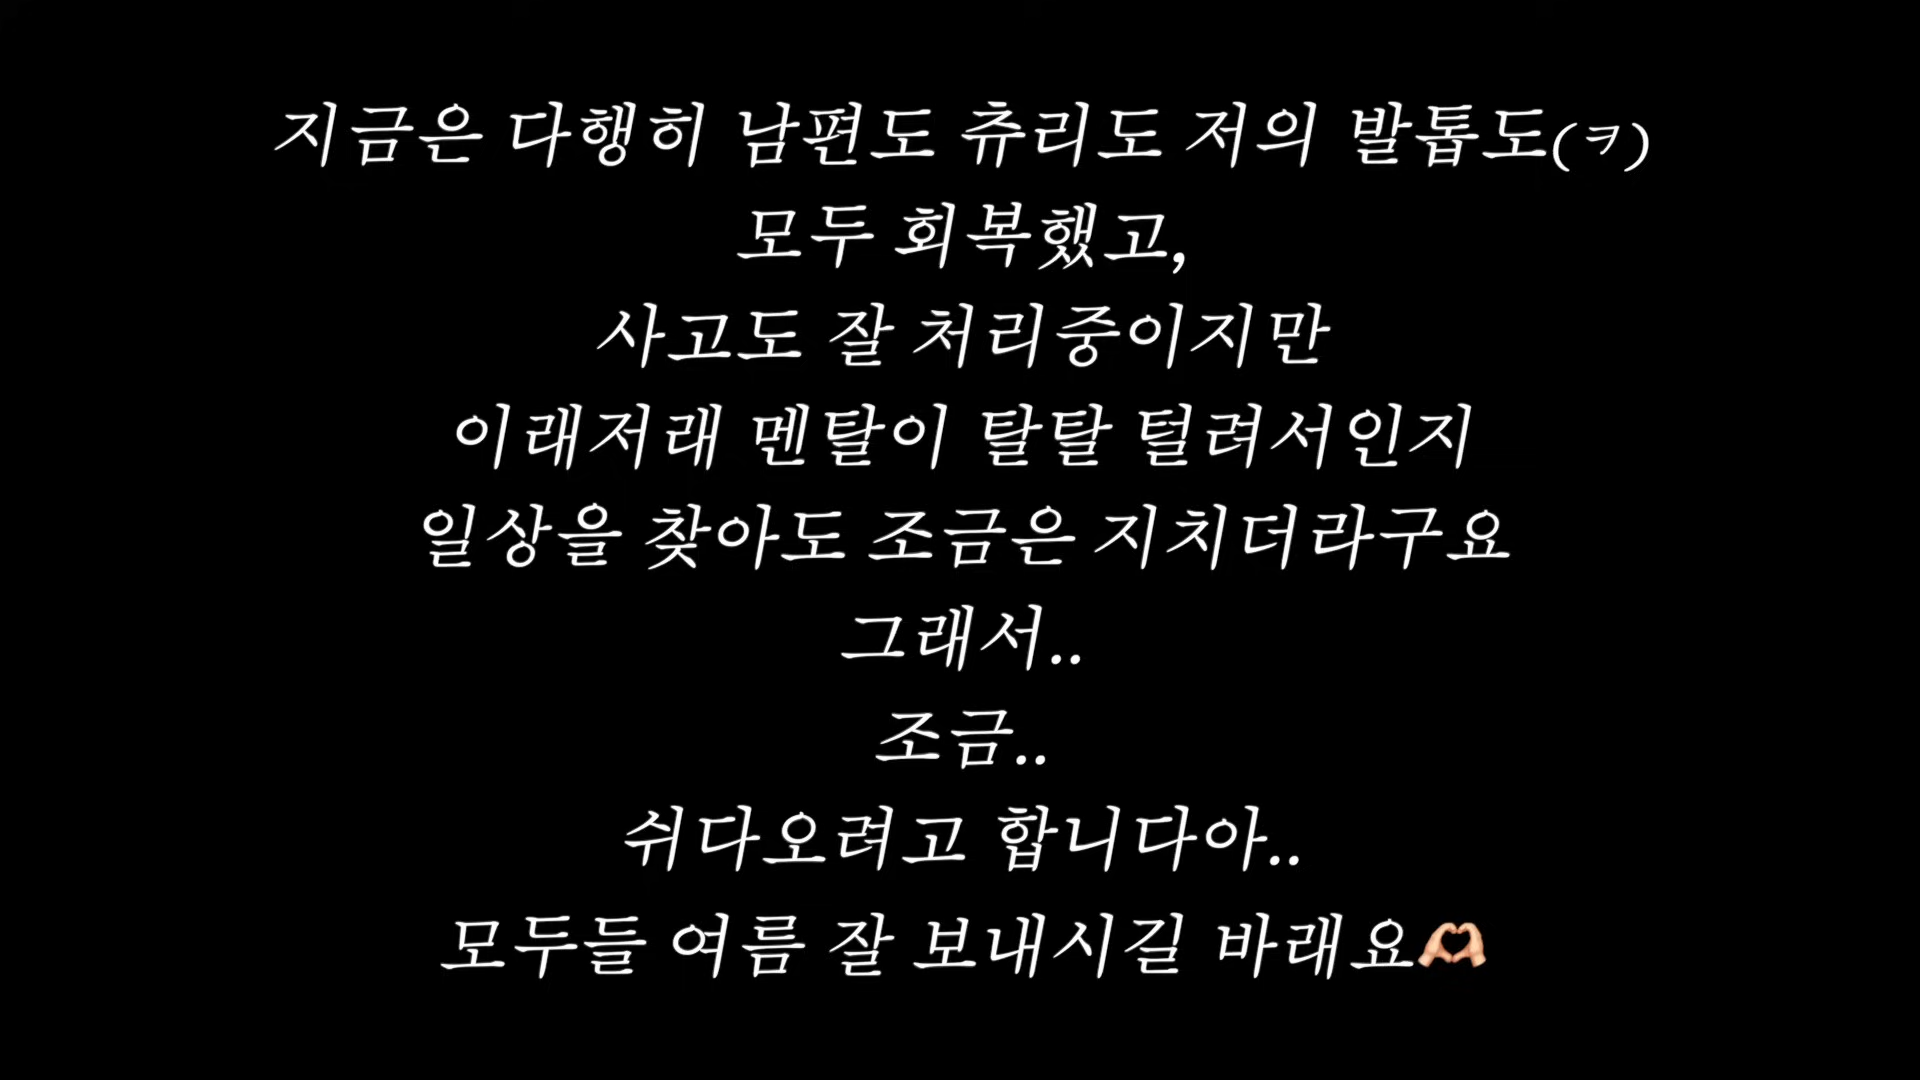 지금은 다행히 남편도 츄리도 저의 발톱도(ㅋ)
모두 회복했고,
사고도 잘 처리중이지만
이래저래 멘탈이 탈탈 털려서인지
일상을 찾아도 조금은 지치더라구요
그래서..
조금..
쉬다오려고 합니다아..
모두들 여름 잘 보내시길 바래요🫶🏻